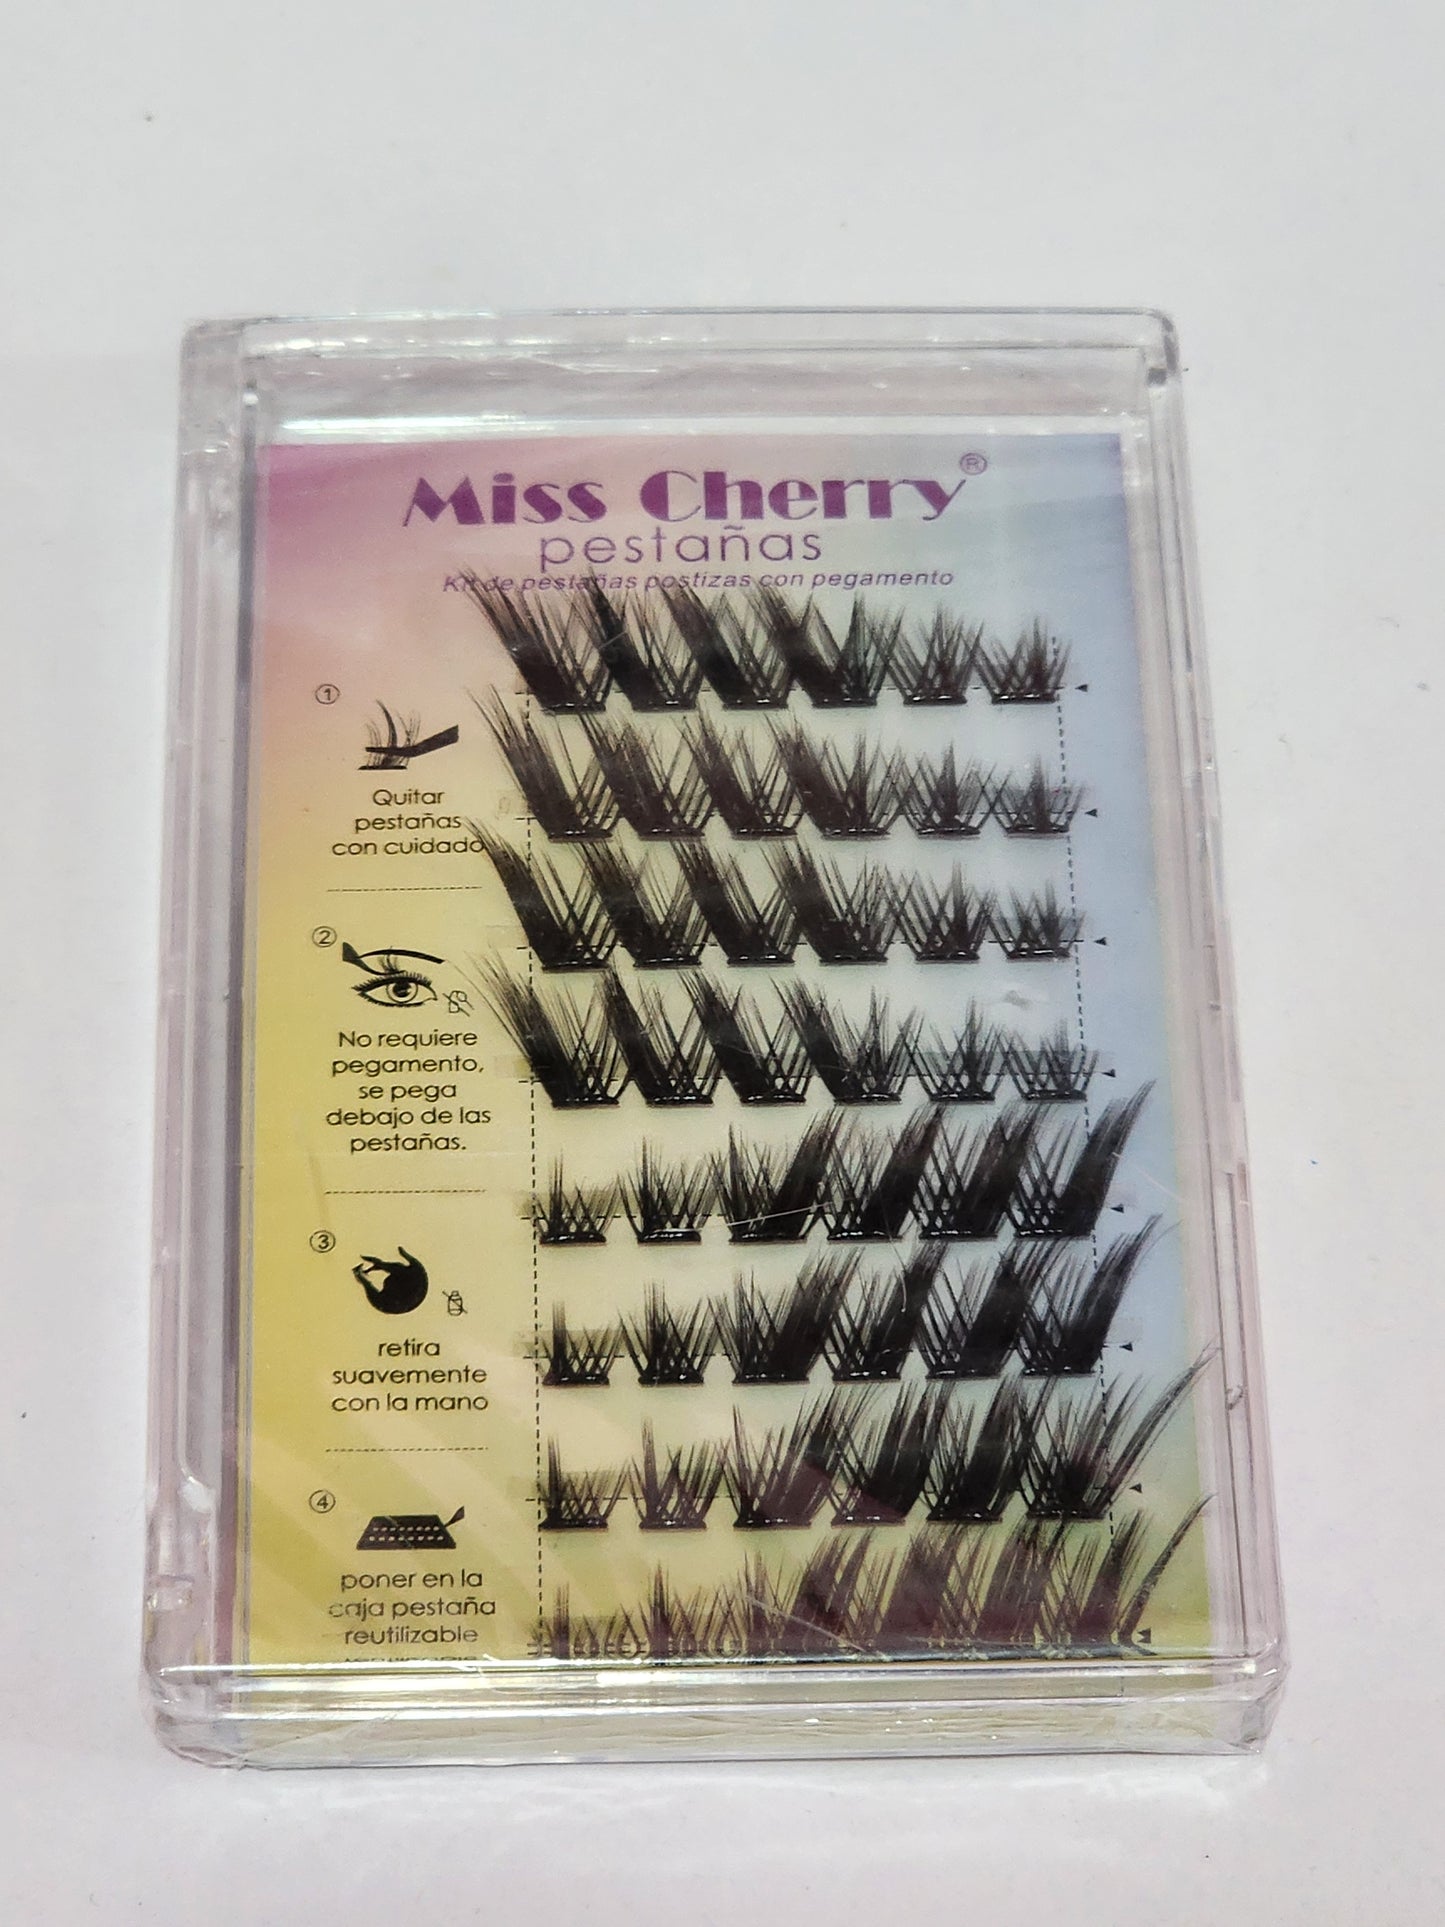 Miss Cherry®
pestañas
Kit de pestañas postizas con pegamento
①
Quitar
pestañas
con cuidado
②
No requiere
pegamento,
se pega
debajo de las
pestañas.
③
retira
suavemente
con la mano
④
poner en la
caja pestaña
reutilizable